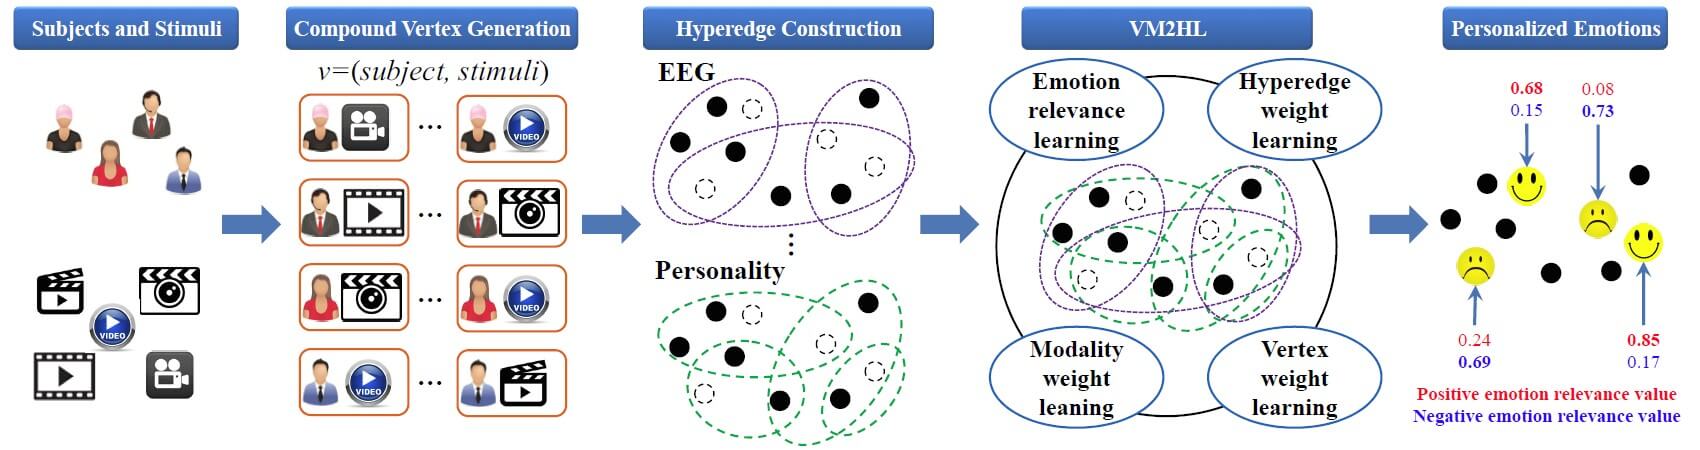 Subjects and Stimuli
Compound Vertex Generation
Hyperedge Construction
VM2HL
Personalized Emotions
v=(subject, stimuli)
VIDEO
VIDEO
VIDEO
VIDEO
...
...
...
...
EEG
⋮
Personality
Emotion
relevance
learning
Hyperedge
weight
learning
Modality
weight
leaning
Vertex
weight
learning
0.68
0.15
0.08
0.73
0.24
0.69
0.85
0.17
Positive emotion relevance value
Negative emotion relevance value